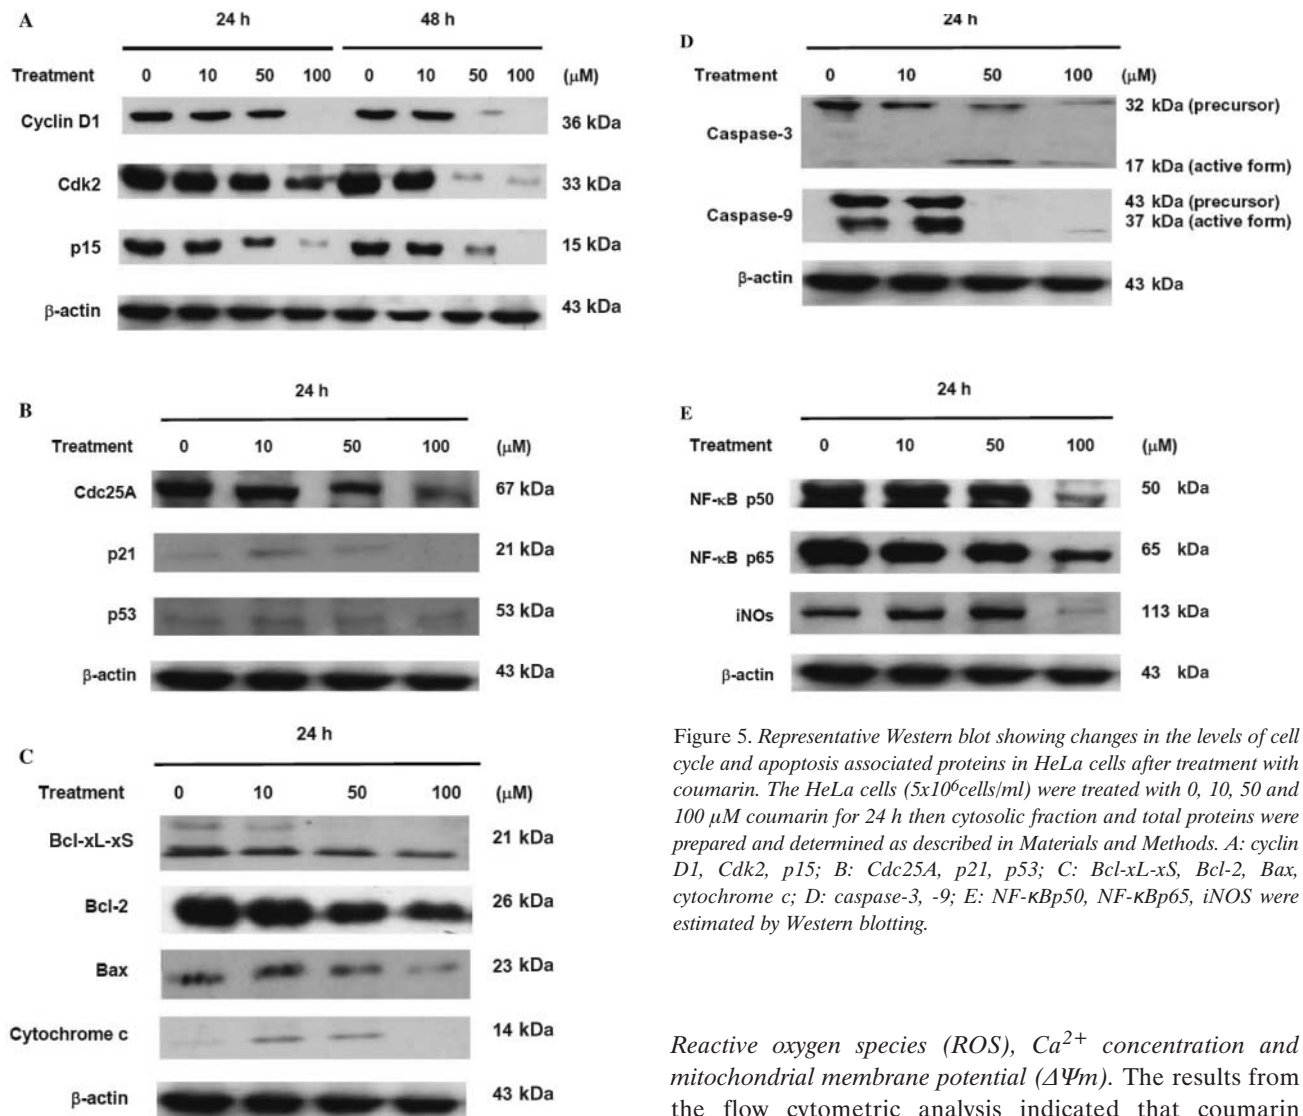 A
24 h 48 h
Treatment 0 10 50 100 0 10 50 100 (μM)
Cyclin D1 36 kDa
Cdk2 33 kDa
p15 15 kDa
β-actin 43 kDa
B
24 h
Treatment 0 10 50 100 (μM)
Cdc25A 67 kDa
p21 21 kDa
p53 53 kDa
β-actin 43 kDa
C
24 h
Treatment 0 10 50 100 (μM)
Bcl-xL-xS 21 kDa
Bcl-2 26 kDa
Bax 23 kDa
Cytochrome c 14 kDa
β-actin 43 kDa
D
24 h
Treatment 0 10 50 100 (μM)
32 kDa (precursor)
Caspase-3
17 kDa (active form)
43 kDa (precursor)
Caspase-9
37 kDa (active form)
β-actin 43 kDa
E
24 h
Treatment 0 10 50 100 (μM)
NF-κB p50 50 kDa
NF-κB p65 65 kDa
iNOs 113 kDa
β-actin 43 kDa
Figure 5. Representative Western blot showing changes in the levels of cell
cycle and apoptosis associated proteins in HeLa cells after treatment with
coumarin. The HeLa cells (5x10⁶cells/ml) were treated with 0, 10, 50 and
100 μM coumarin for 24 h then cytosolic fraction and total proteins were
prepared and determined as described in Materials and Methods. A: cyclin
D1, Cdk2, p15; B: Cdc25A, p21, p53; C: Bcl-xL-xS, Bcl-2, Bax,
cytochrome c; D: caspase-3, -9; E: NF-κBp50, NF-κBp65, iNOS were
estimated by Western blotting.
Reactive oxygen species (ROS), Ca²⁺ concentration and
mitochondrial membrane potential (ΔΨm). The results from
the flow cytometric analysis indicated that coumarin